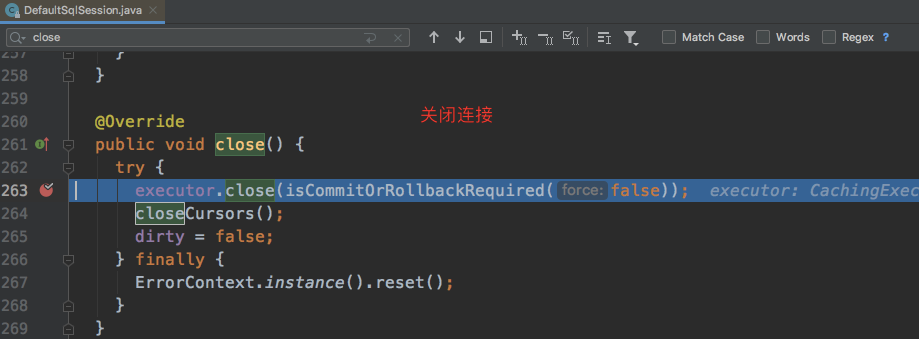 DefaultSqlSession.java
close
Match Case
Words
Regex
?
257
}
258
}
259
260
@Override
关闭连接
261
public void close() {
262
try {
263
executor.close(isCommitOrRollbackRequired( force: false)); executor: CachingExec
264
closeCursors();
265
dirty = false;
266
} finally {
267
ErrorContext.instance().reset();
268
}
269
}